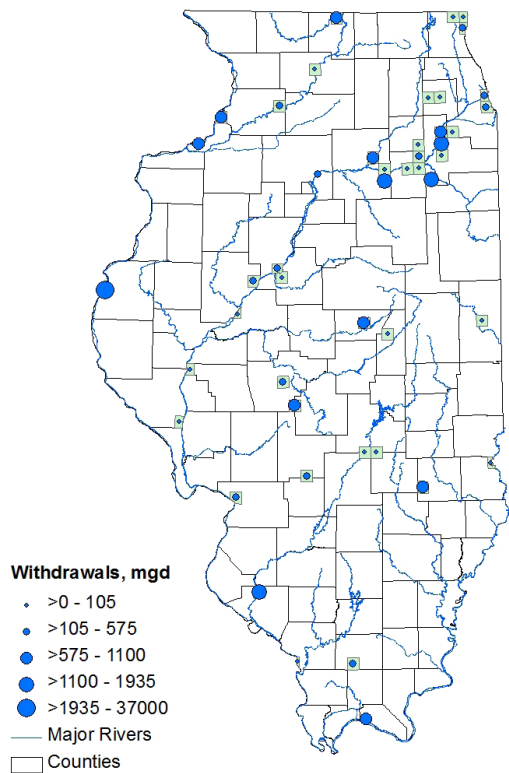 Withdrawals, mgd
>0 - 105
>105 - 575
>575 - 1100
>1100 - 1935
>1935 - 37000
Major Rivers
Counties